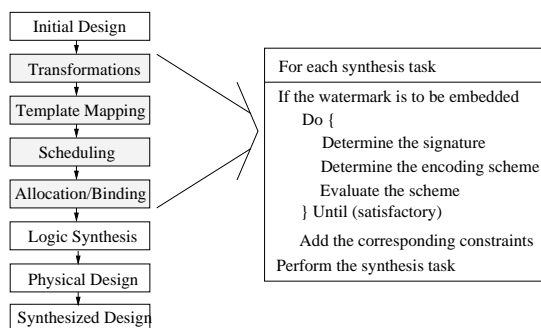 Initial Design
Transformations
Template Mapping
Scheduling
Allocation/Binding
Logic Synthesis
Physical Design
Synthesized Design
For each synthesis task
If the watermark is to be embedded
Do {
Determine the signature
Determine the encoding scheme
Evaluate the scheme
} Until (satisfactory)
Add the corresponding constraints
Perform the synthesis task